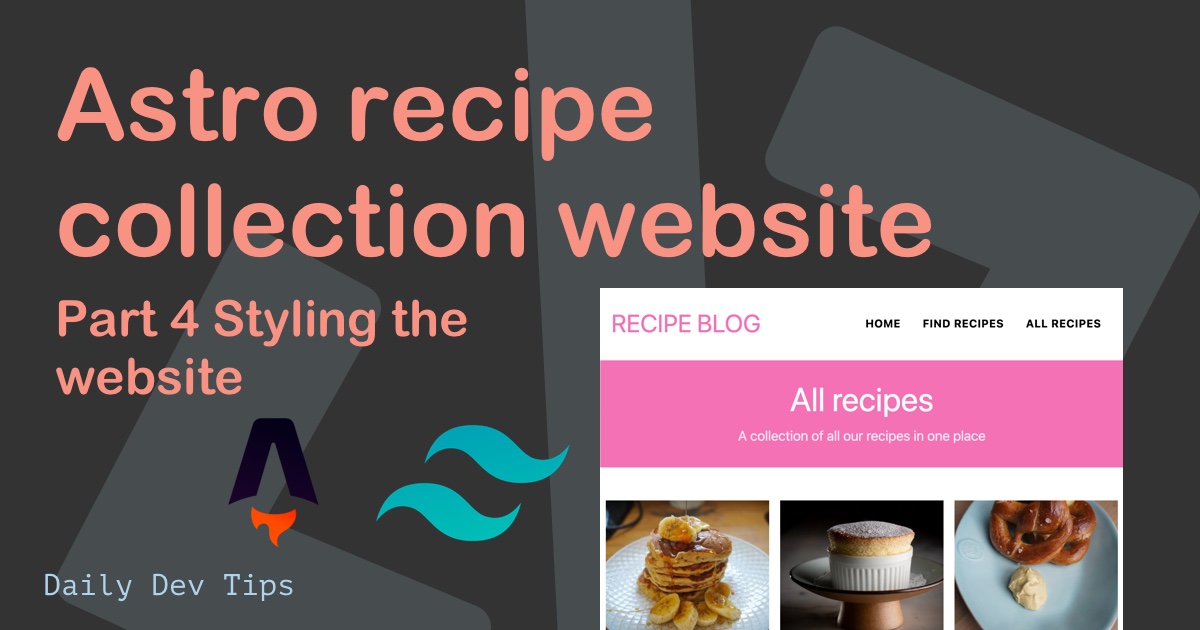 Astro recipe
collection website
Part 4 Styling the
website
RECIPE BLOG
HOME FIND RECIPES ALL RECIPES
All recipes
A collection of all our recipes in one place
Daily Dev Tips